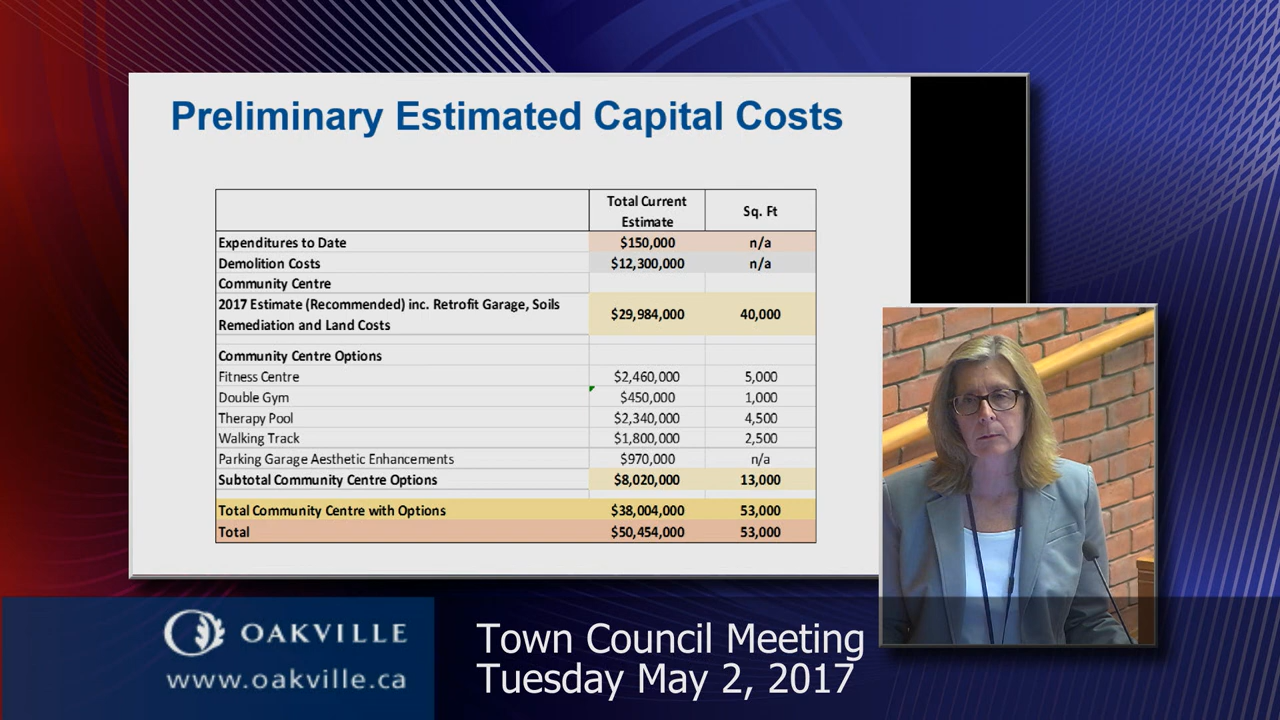 Preliminary Estimated Capital Costs
Total Current
Estimate
Sq. Ft
Expenditures to Date $150,000 n/a
Demolition Costs $12,300,000 n/a
Community Centre
2017 Estimate (Recommended) inc. Retrofit Garage, Soils
Remediation and Land Costs
$29,984,000 40,000
Community Centre Options
Fitness Centre $2,460,000 5,000
Double Gym $450,000 1,000
Therapy Pool $2,340,000 4,500
Walking Track $1,800,000 2,500
Parking Garage Aesthetic Enhancements $970,000 n/a
Subtotal Community Centre Options $8,020,000 13,000
Total Community Centre with Options $38,004,000 53,000
Total $50,454,000 53,000
OAKVILLE
www.oakville.ca
Town Council Meeting
Tuesday May 2, 2017